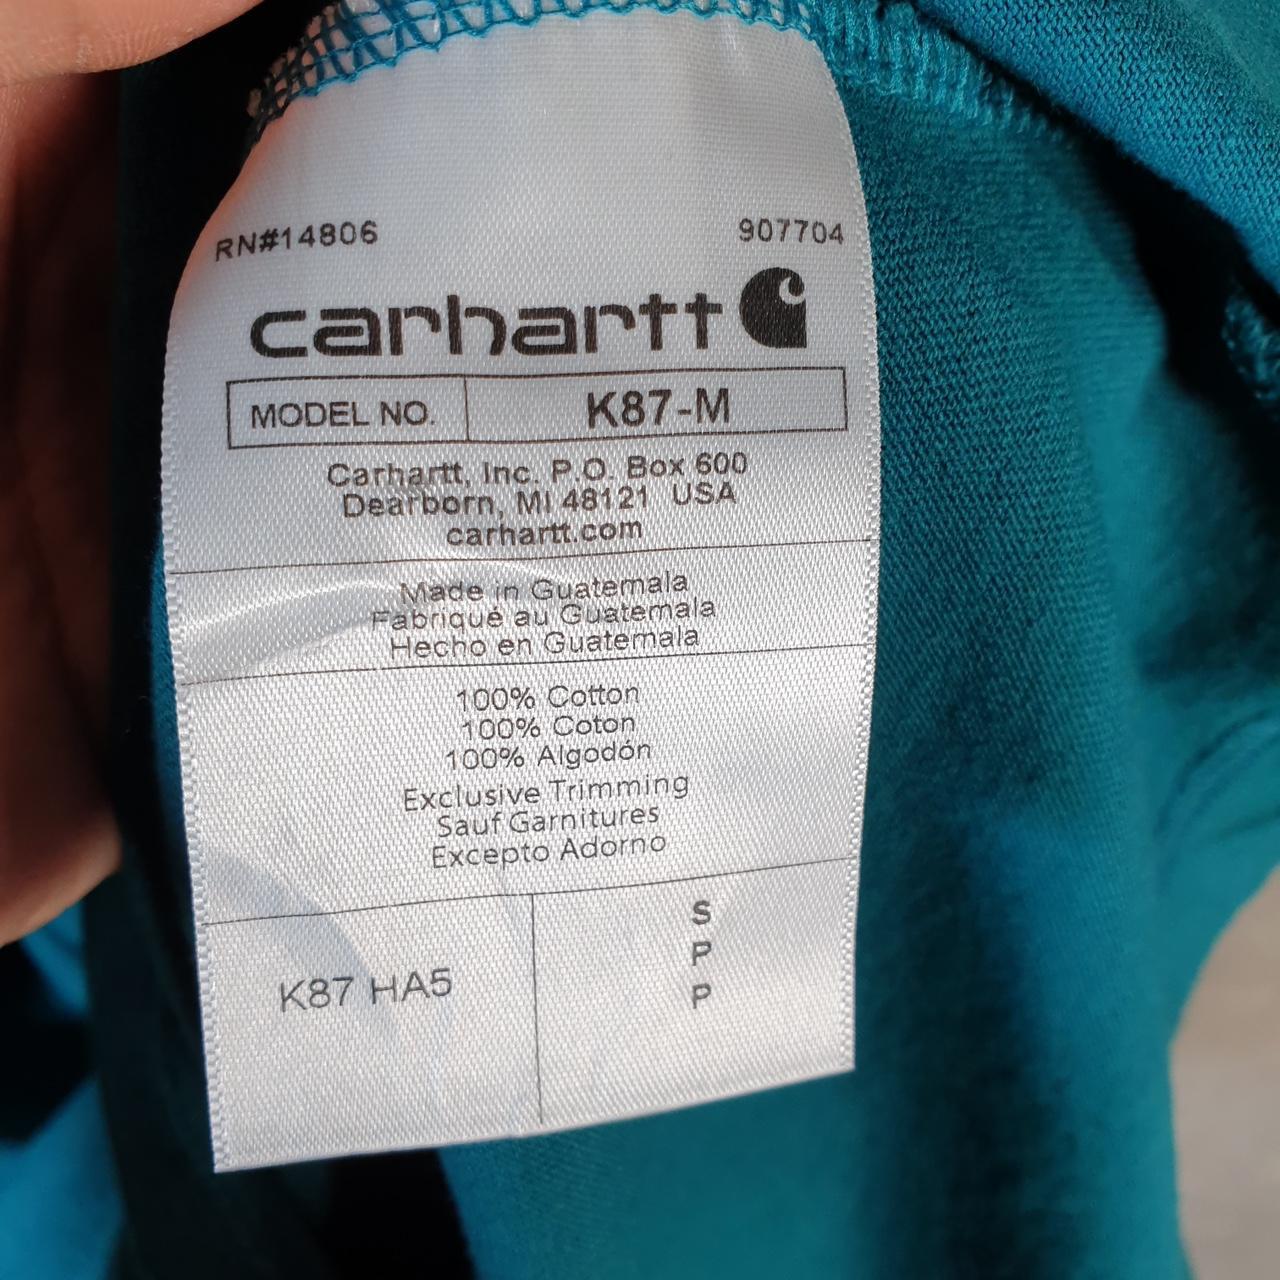 RN#14806 907704
carhartt
MODEL NO. K87-M
Carhartt, Inc. P.O. Box 600
Dearborn, MI 48121 USA
carhartt.com
Made in Guatemala
Fabriqué au Guatemala
Hecho en Guatemala
100% Cotton
100% Coton
100% Algodón
Exclusive Trimming
Sauf Garnitures
Excepto Adorno
K87 HA5
S
P
P